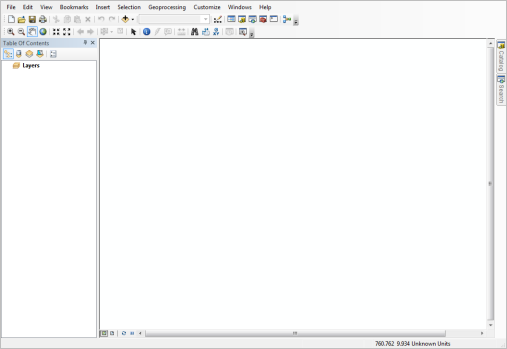 File Edit View Bookmarks Insert Selection Geoprocessing Customize Windows Help
Table Of Contents
Layers
Catalog
Search
760.762 9.934 Unknown Units